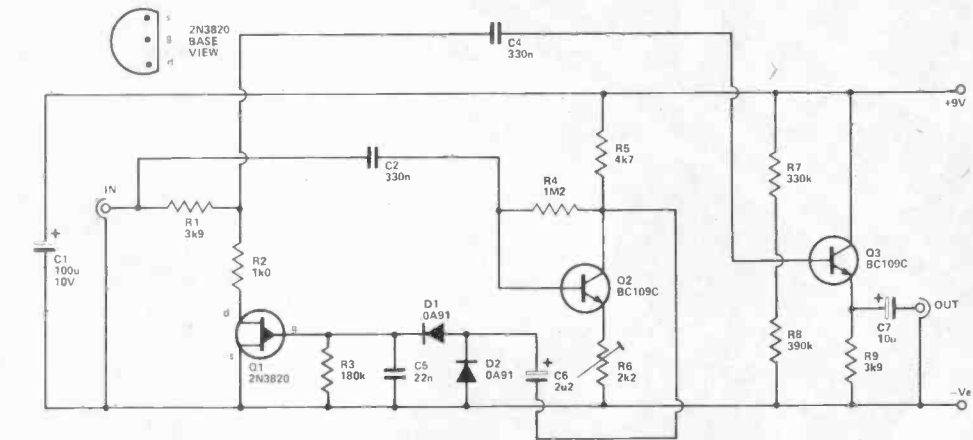 s
g
d
2N3820
BASE
VIEW
C4
330n
+9V
R5
4k7
R7
330k
C2
330n
R4
1M2
IN
R1
3k9
C1
100u
10V
R2
1k0
Q2
BC109C
Q3
BC109C
OUT
C7
10u
d
g
s
D1
0A91
Q1
2N3820
R3
180k
C5
22n
D2
0A91
C6
2u2
R6
2k2
R8
390k
R9
3k9
-Ve
+
+
+